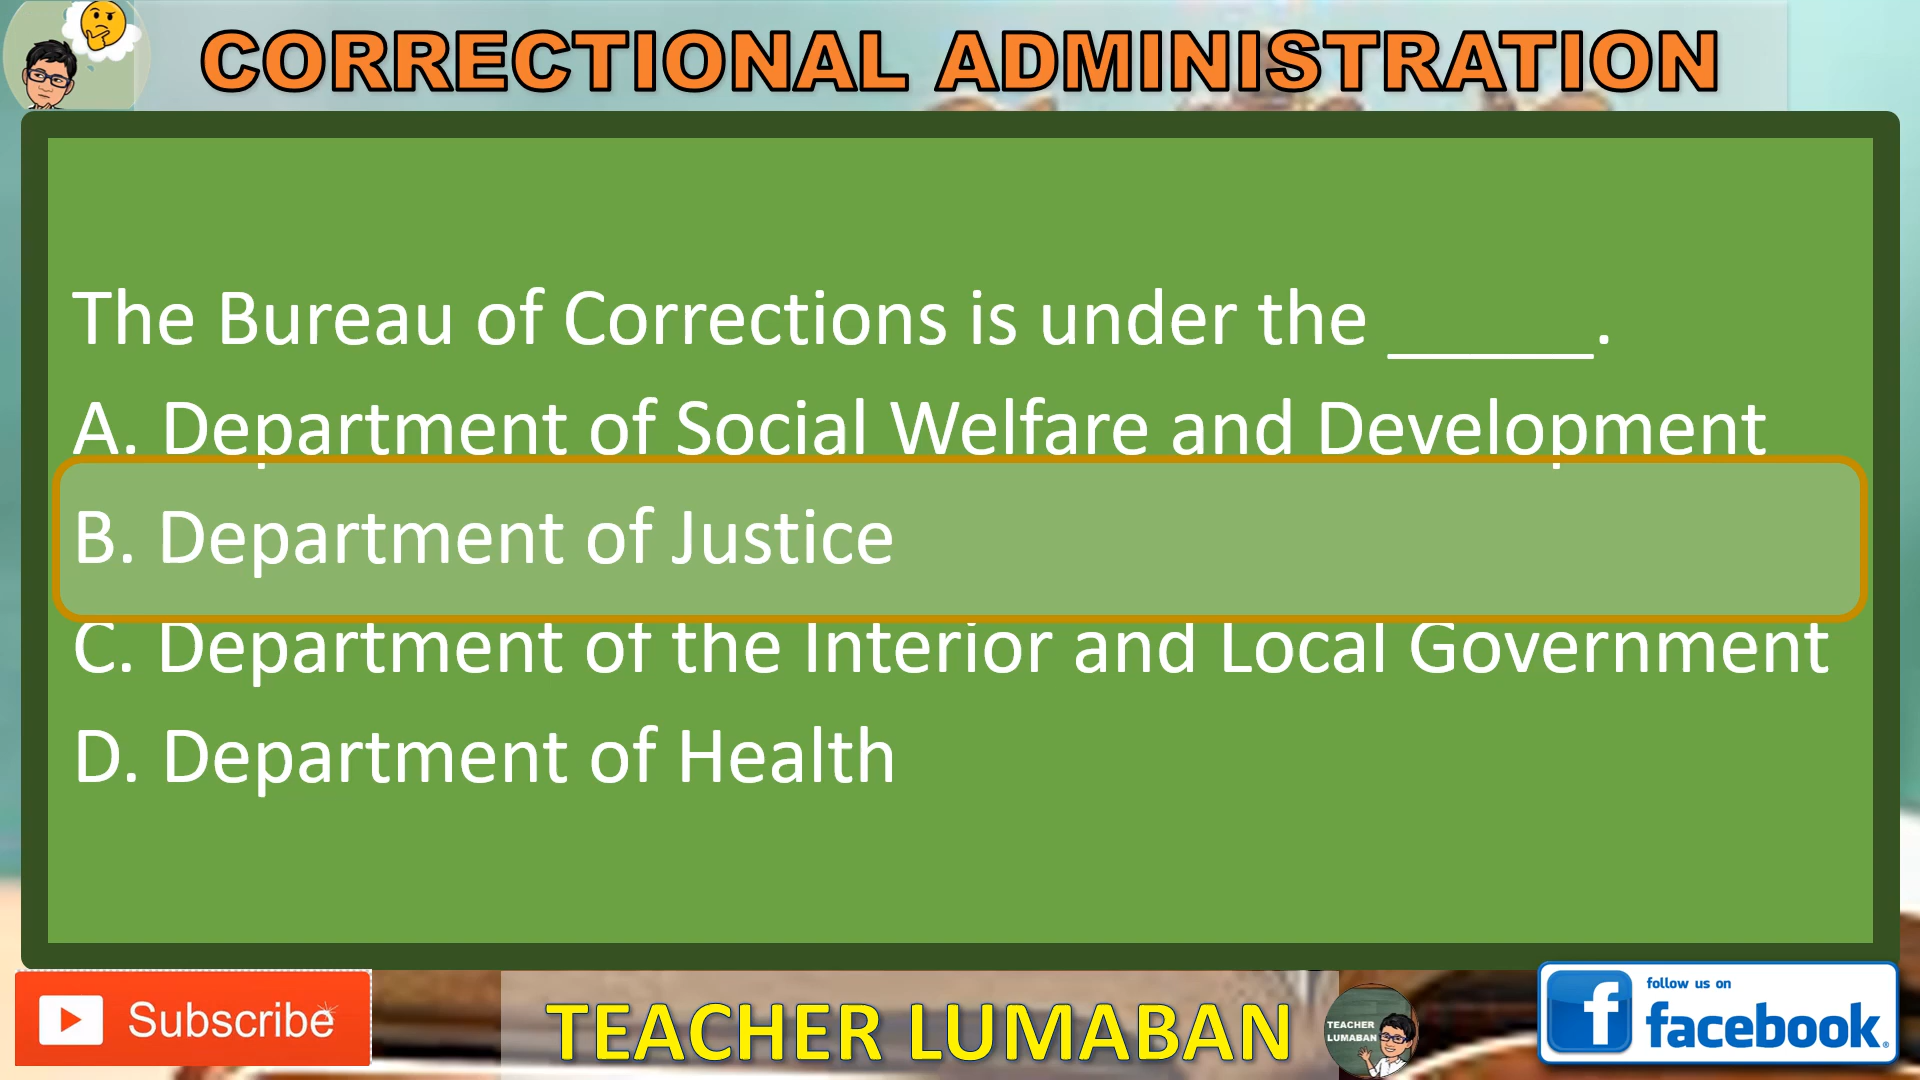 CORRECTIONAL ADMINISTRATION
The Bureau of Corrections is under the ______.
A. Department of Social Welfare and Development
B. Department of Justice
C. Department of the Interior and Local Government
D. Department of Health
Subscribe
TEACHER LUMABAN
TEACHER
LUMABAN
follow us on
facebook